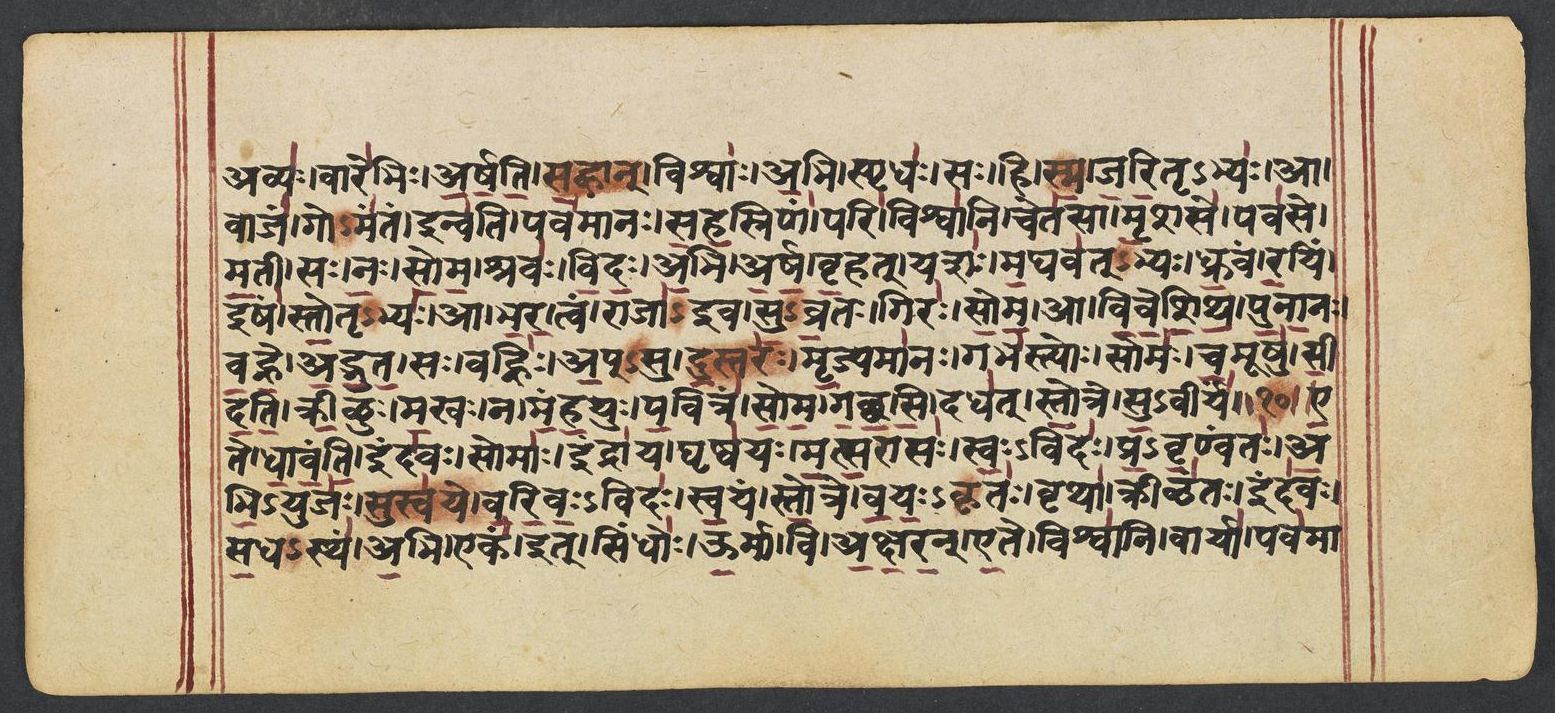 अव्यः।वारेभिः।अर्षति।सह्वान्।विश्वाः।अभि।स्पृधः।सः।हि।स्म।जरितृऽभ्यः।आ।
वाजं।गोऽमंतं।इन्वति।पवमानः।सहस्रिणं।परि।विश्वानि।चेतसा।मृशसे।पवसे।
मती।सः।नः।सोम।श्रवः।विदः।अभि।अर्ष।बृहत्।यशः।मघवत्ऽभ्यः।ध्रुवं।रयिं।
इषं।स्तोतृऽभ्यः।आ।भर।त्वं।राजाऽइव।सुऽव्रतः।गिरः।सोम।आ।विवेशिथ।पुनानः।
वह्ने।अद्भुत।सः।वह्निः।अप्ऽसु।दुस्तरः।मृज्यमानः।गभस्त्योः।सोमः।चमूषु।सी
दति।क्रीळुः।मखः।न।मंहयुः।पवित्रं।सोम।गच्छसि।दधत्।स्तोत्रे।सुऽवीर्यं॥१०॥ए
ते।धावंति।इंदवः।सोमाः।इंद्राय।घृष्वयः।मत्सरासः।स्वःऽविदः।प्रऽवृण्वंतः।अ
भिऽयुजः।सुस्वये।वरिवःऽविदः।स्वयं।स्तोत्रे।वयःऽकृतः।वृथा।क्रीळंतः।इंदवः।
सधऽस्थं।अभि।एकं।इत्।सिंधोः।ऊर्मा।वि।अक्षरन्।एते।विश्वानि।वार्या।पवमा